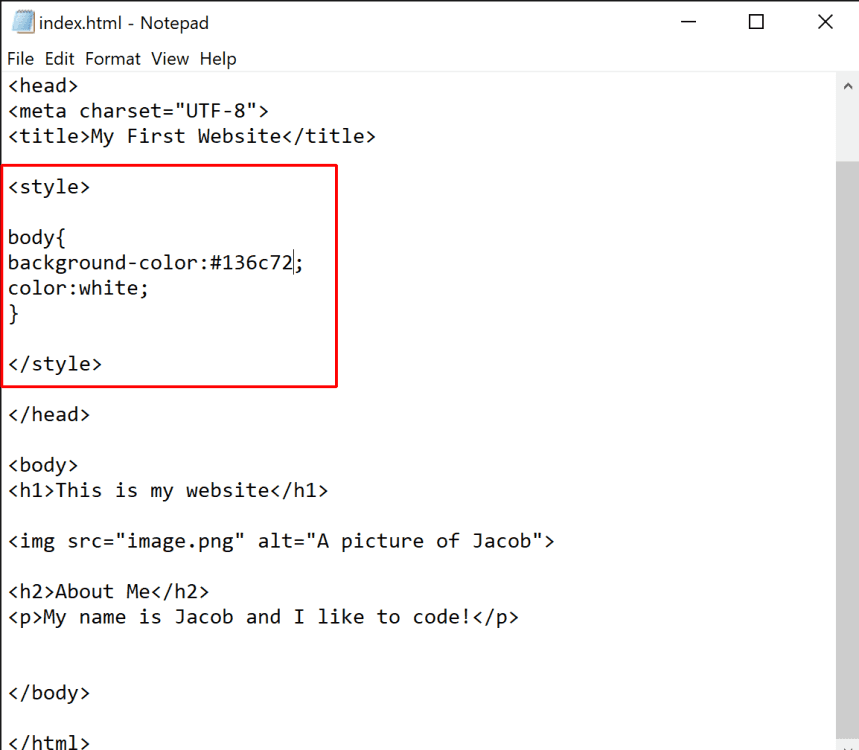 index.html - Notepad
File Edit Format View Help
<head>
<meta charset="UTF-8">
<title>My First Website</title>
<style>
body{
background-color:#136c72;
color:white;
}
</style>
</head>
<body>
<h1>This is my website</h1>
<img src="image.png" alt="A picture of Jacob">
<h2>About Me</h2>
<p>My name is Jacob and I like to code!</p>
</body>
</html>